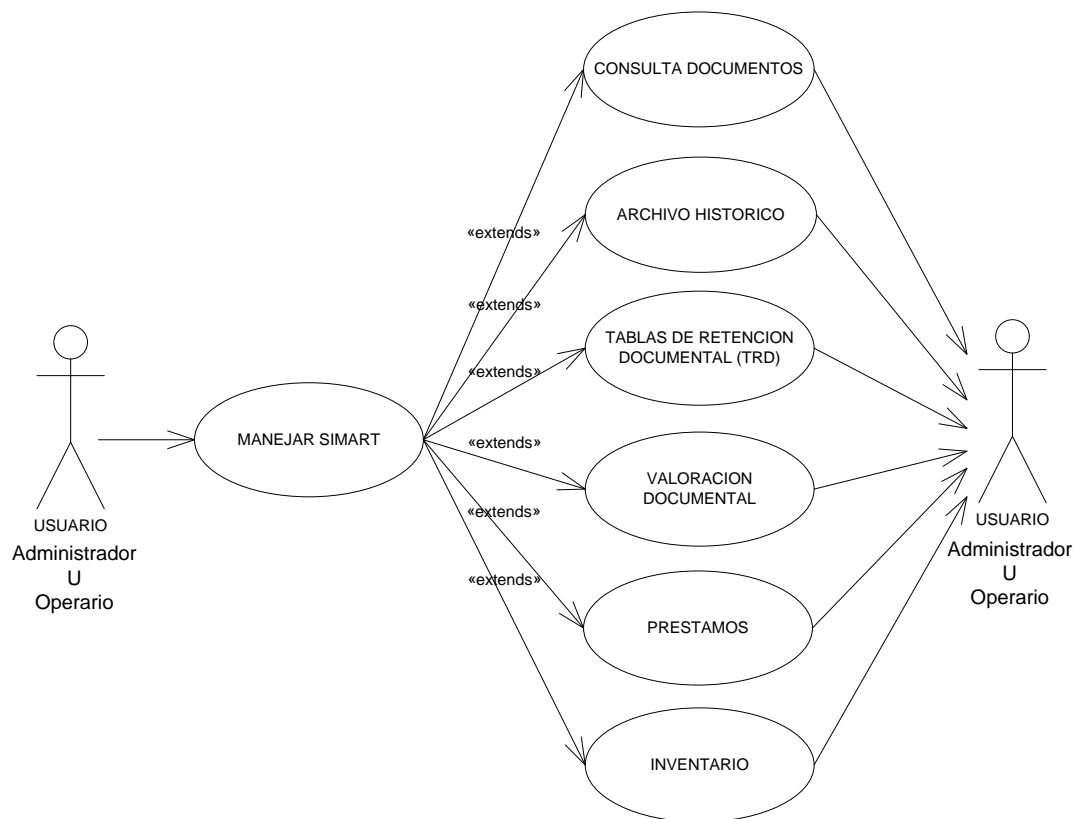 CONSULTA DOCUMENTOS
ARCHIVO HISTORICO
«extends»
«extends»
TABLAS DE RETENCION
DOCUMENTAL (TRD)
«extends»
MANEJAR SIMART
«extends»
VALORACION
DOCUMENTAL
«extends»
USUARIO
Administrador
U
Operario
USUARIO
Administrador
U
Operario
«extends»
PRESTAMOS
INVENTARIO